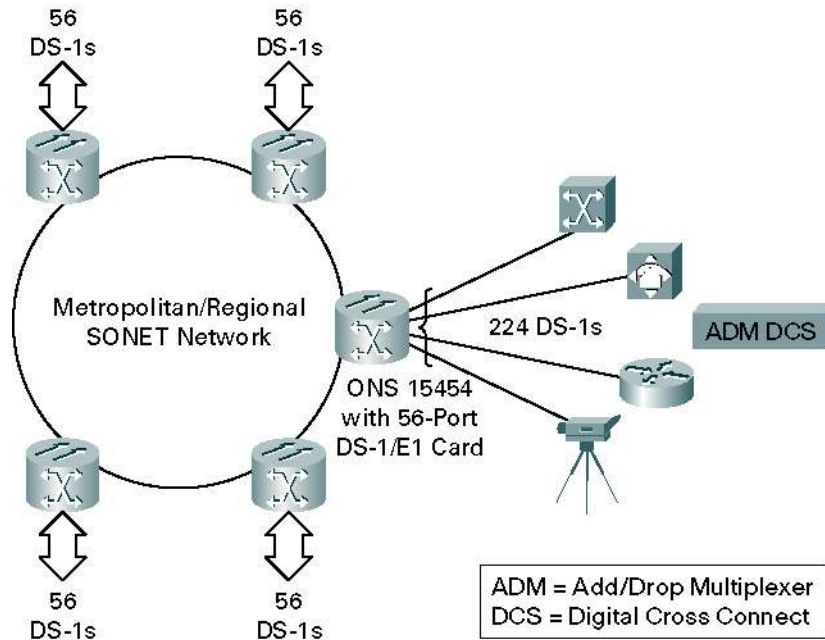 56
DS-1s
56
DS-1s
Metropolitan/Regional
SONET Network
224 DS-1s
ADM DCS
ONS 15454
with 56-Port
DS-1/E1 Card
56
DS-1s
56
DS-1s
ADM = Add/Drop Multiplexer
DCS = Digital Cross Connect